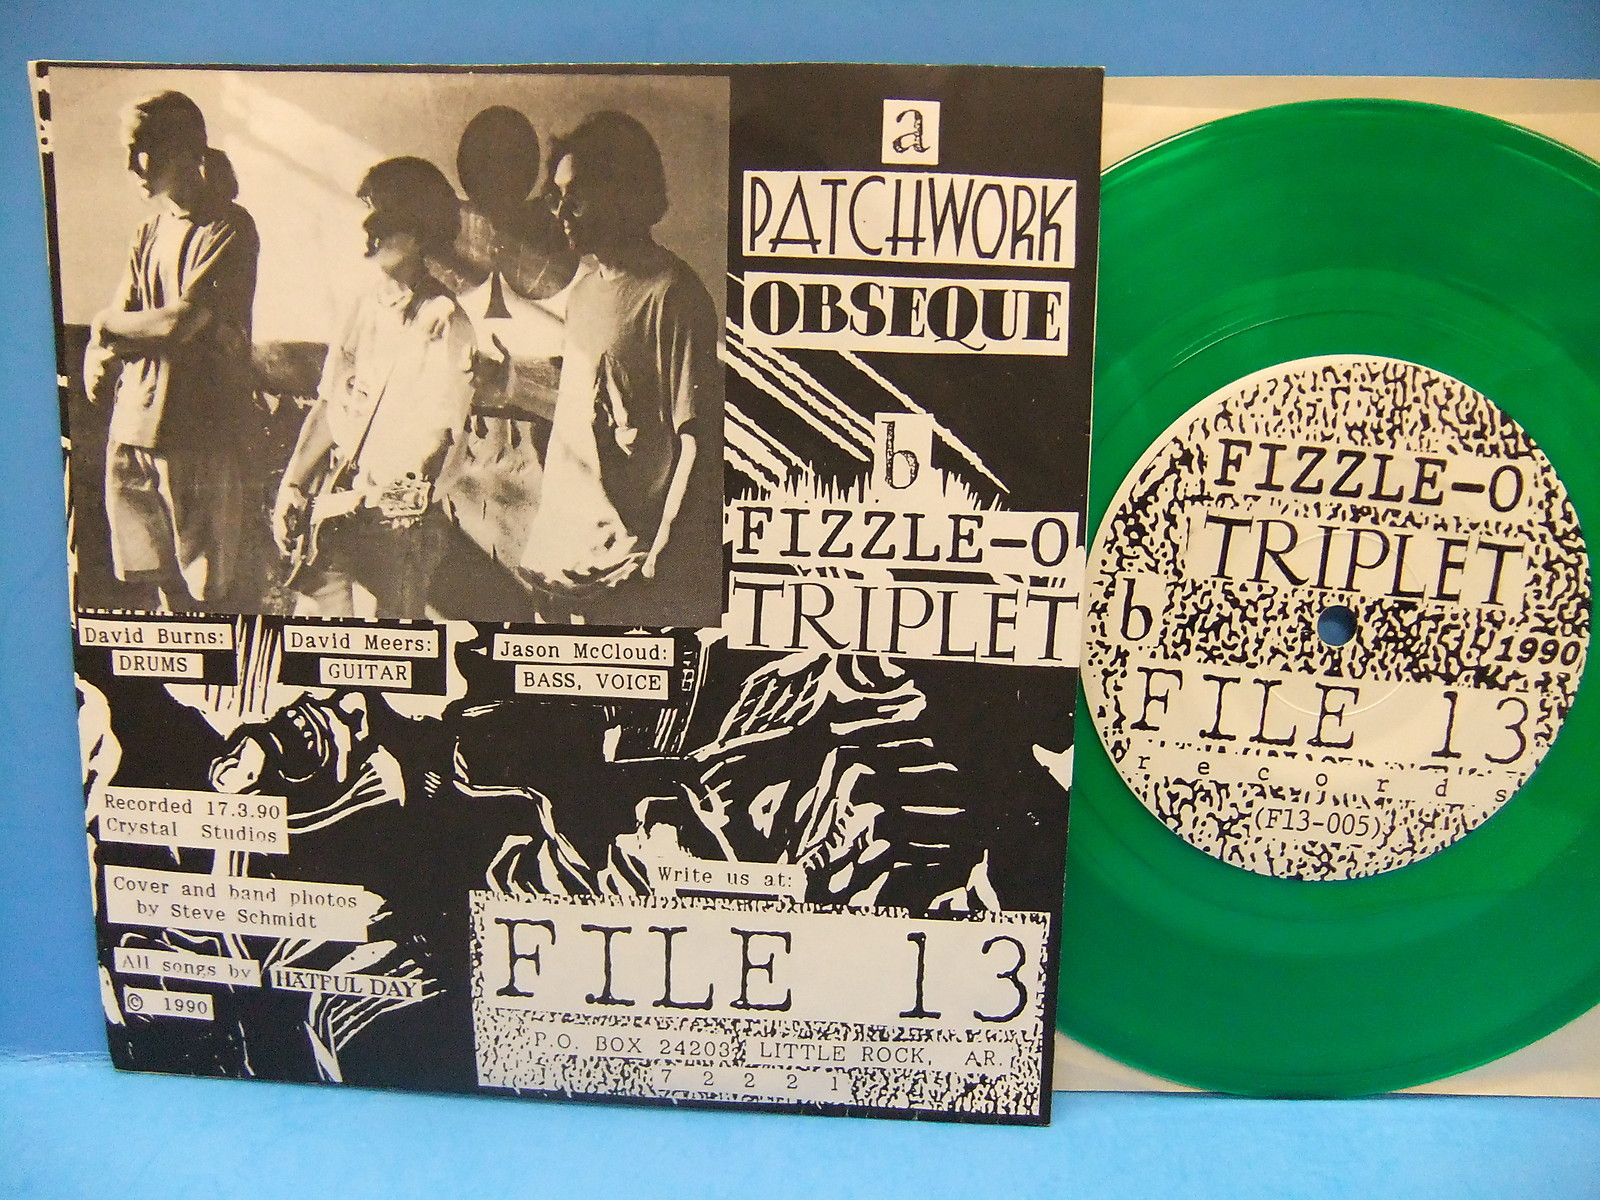 a
PATCHWORK
OBSEQUE
b
FIZZLE-O
TRIPLET
David Burns:
DRUMS
David Meers:
GUITAR
Jason McCloud:
BASS, VOICE
Recorded 17.3.90
Crystal Studios
Cover and band photos
by Steve Schmidt
All songs by HATFUL DAY
© 1990
Write us at:
FILE 13
P.O. BOX 24203, LITTLE ROCK, AR.
72221
FIZZLE-O
TRIPLET
b
1990
FILE 13
records
(F13-005)